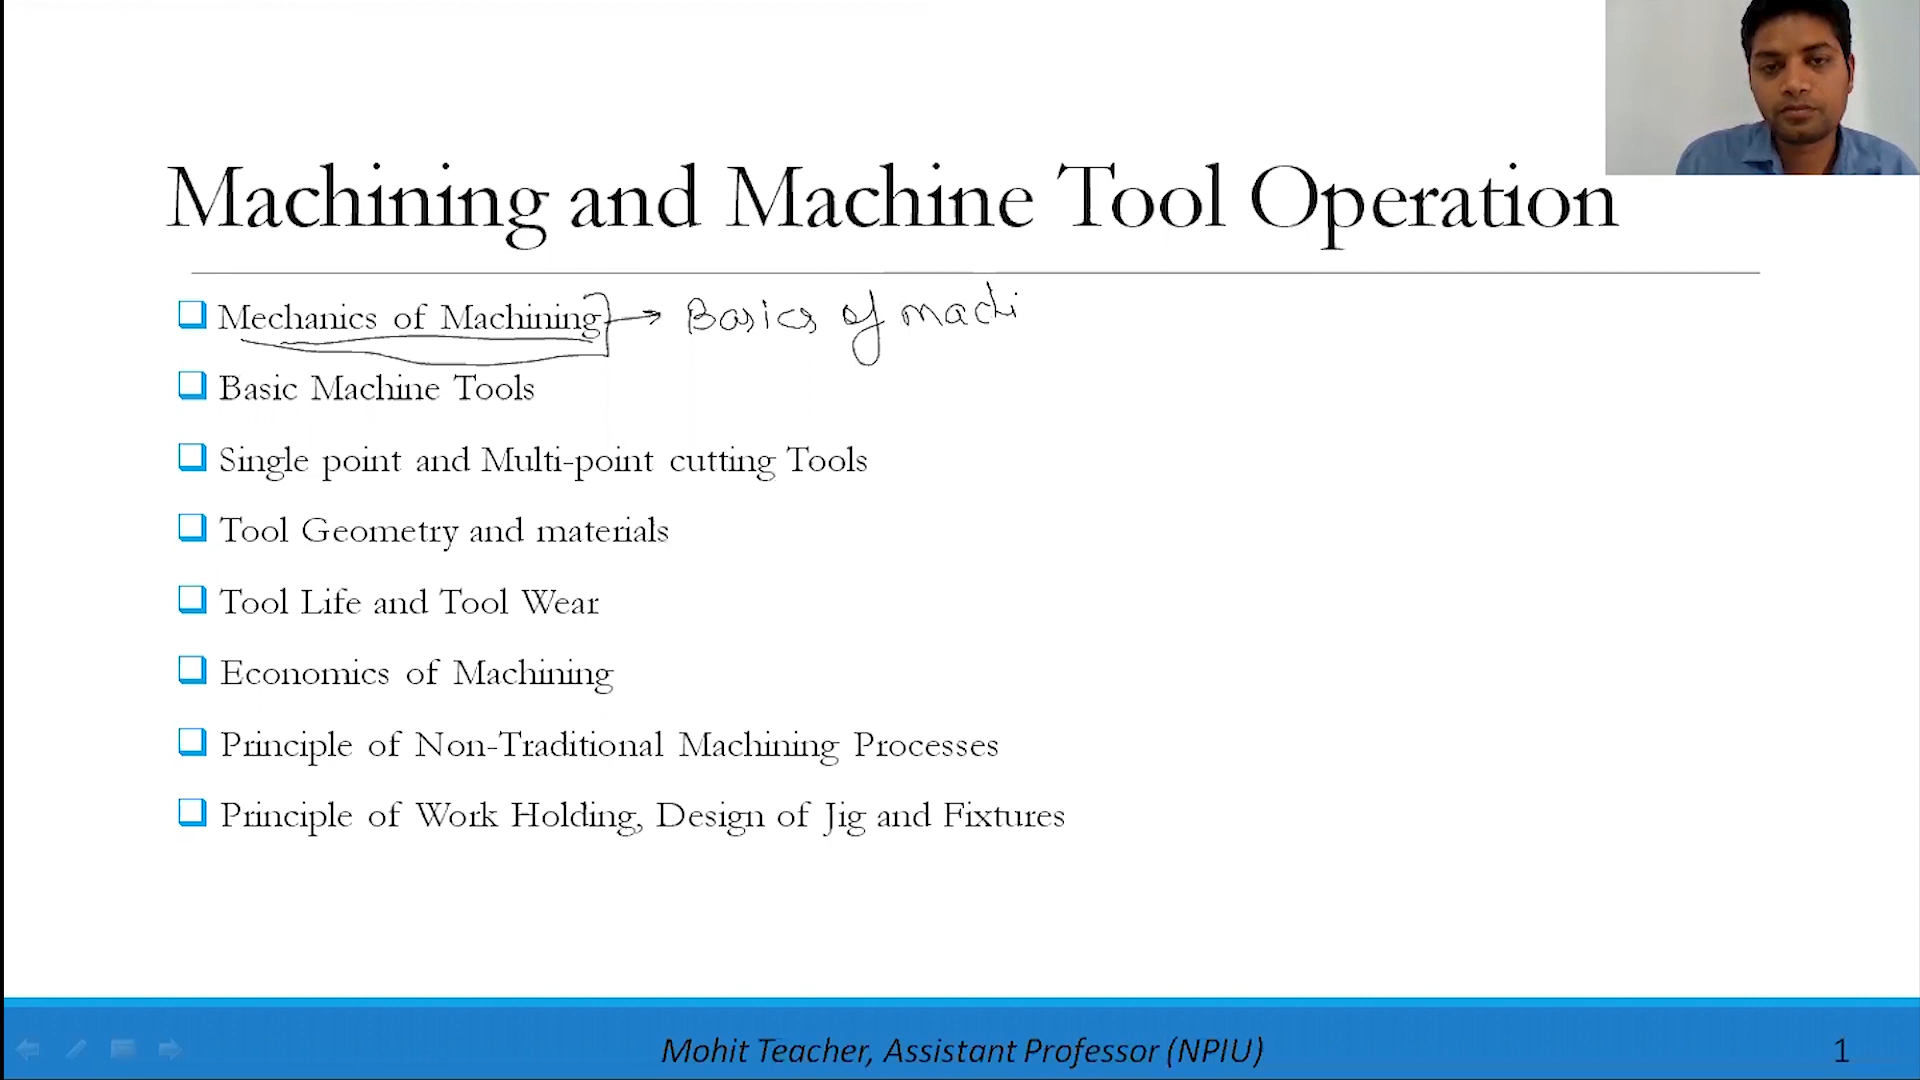 Machining and Machine Tool Operation
Mechanics of Machining → Basics of machi
Basic Machine Tools
Single point and Multi-point cutting Tools
Tool Geometry and materials
Tool Life and Tool Wear
Economics of Machining
Principle of Non-Traditional Machining Processes
Principle of Work Holding, Design of Jig and Fixtures
Mohit Teacher, Assistant Professor (NPIU)
1